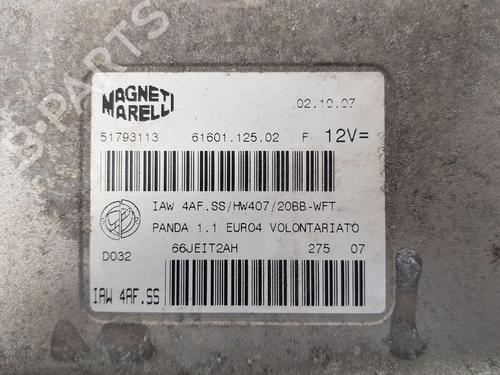 B-PARTS
MAGNETI MARELLI
02.10.07
51793113 61601.125.02 F 12V=
IAW 4AF.SS/HW407/20BB-WFT
PANDA 1.1 EURO4 VOLONTARIATO
D032 66JEIT2AH 275 07
IAW 4AF.SS